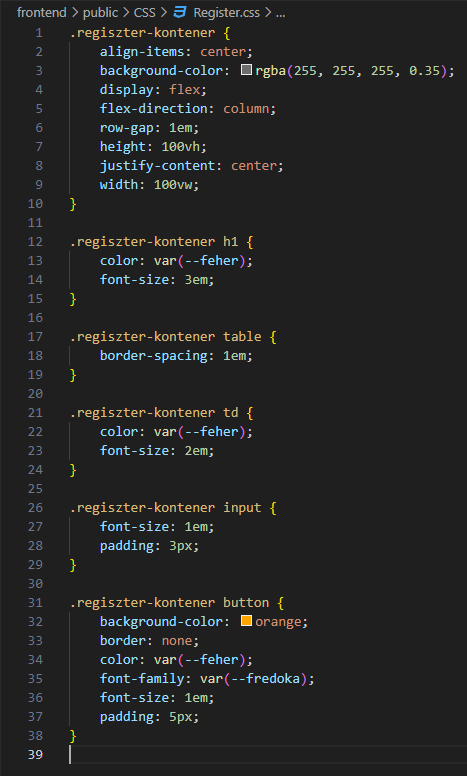 frontend > public > CSS > Register.css > ...
1 .regiszter-kontener {
2     align-items: center;
3     background-color: rgba(255, 255, 255, 0.35);
4     display: flex;
5     flex-direction: column;
6     row-gap: 1em;
7     height: 100vh;
8     justify-content: center;
9     width: 100vw;
10 }
11
12 .regiszter-kontener h1 {
13     color: var(--feher);
14     font-size: 3em;
15 }
16
17 .regiszter-kontener table {
18     border-spacing: 1em;
19 }
20
21 .regiszter-kontener td {
22     color: var(--feher);
23     font-size: 2em;
24 }
25
26 .regiszter-kontener input {
27     font-size: 1em;
28     padding: 3px;
29 }
30
31 .regiszter-kontener button {
32     background-color: orange;
33     border: none;
34     color: var(--feher);
35     font-family: var(--fredoka);
36     font-size: 1em;
37     padding: 5px;
38 }
39